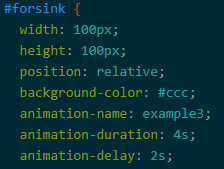 #forsink {
width: 100px;
height: 100px;
position: relative;
background-color: #ccc;
animation-name: example3;
animation-duration: 4s;
animation-delay: 2s;